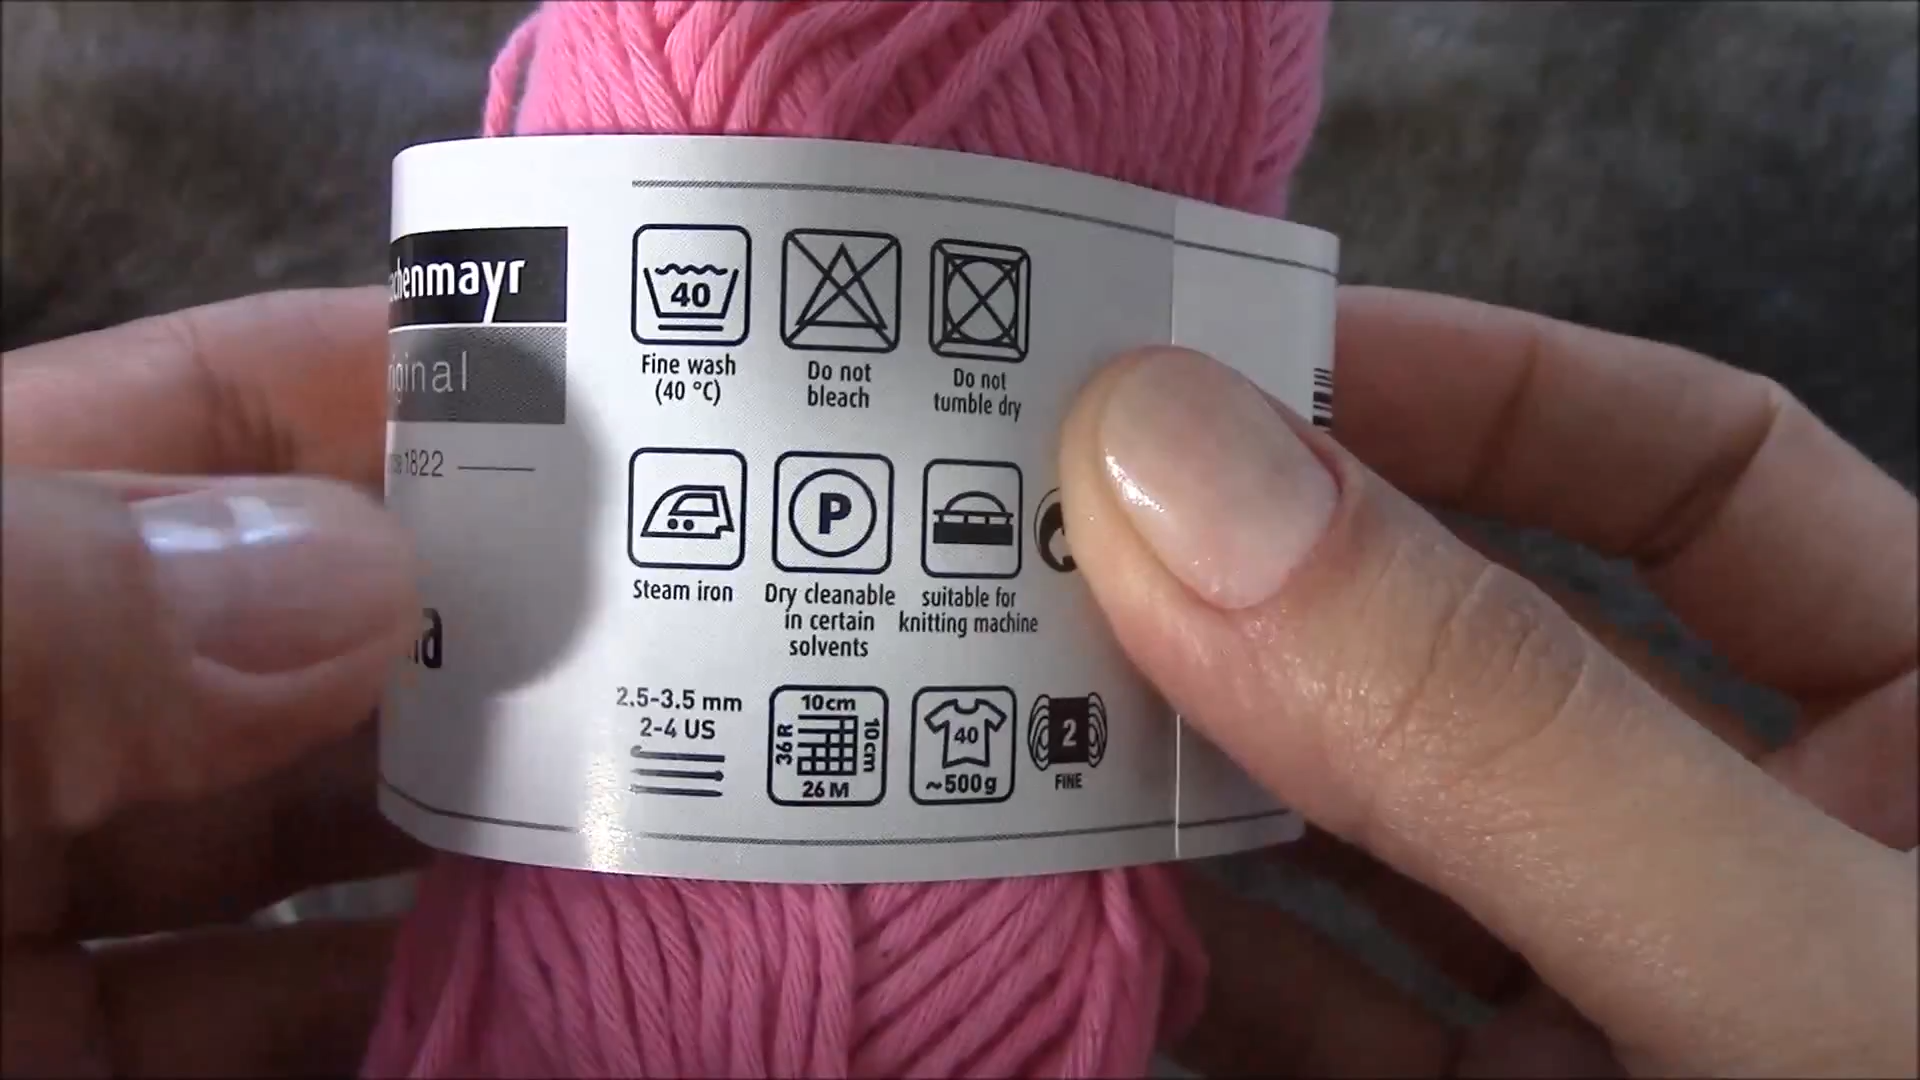 chenmayr
iginal
1822
40
Fine wash
(40 °C)
Do not
bleach
Do not
tumble dry
Steam iron
P
Dry cleanable
in certain
solvents
suitable for
knitting machine
2.5-3.5 mm
2-4 US
10cm
36 R
10cm
26 M
40
~500g
2
FINE